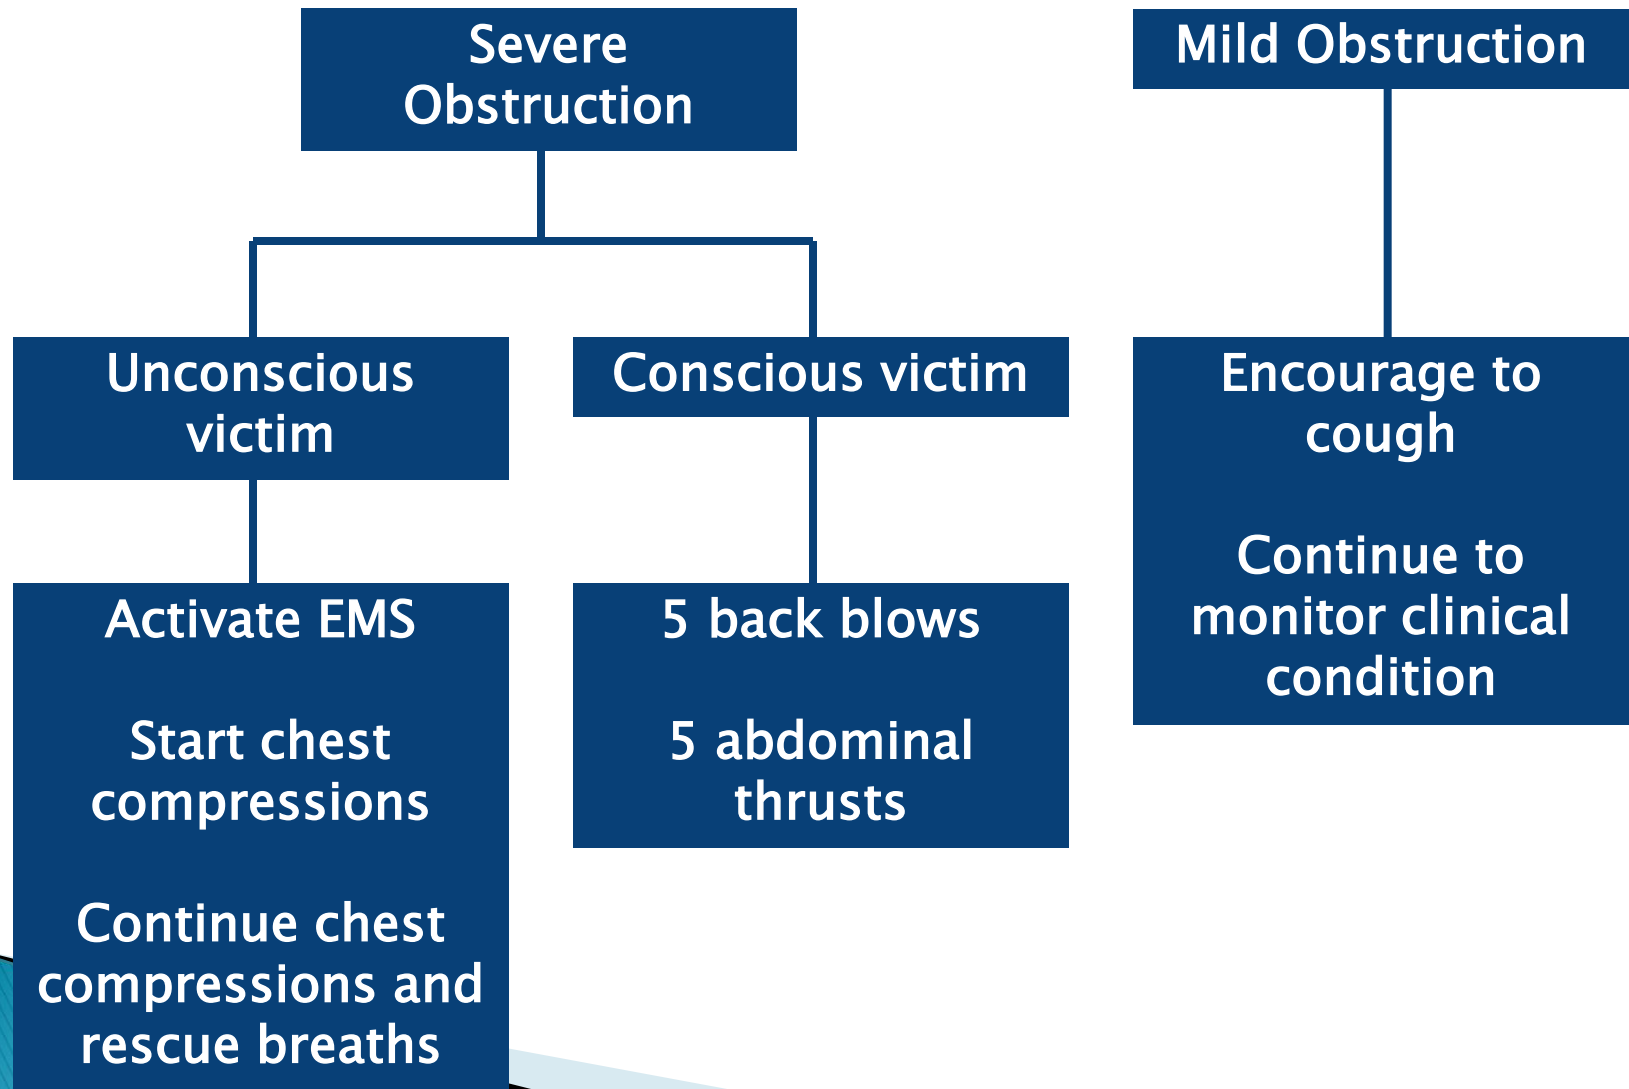 Severe
Obstruction
Mild Obstruction
Unconscious
victim
Conscious victim
Encourage to
cough
Continue to
monitor clinical
condition
Activate EMS
Start chest
compressions
Continue chest
compressions and
rescue breaths
5 back blows
5 abdominal
thrusts